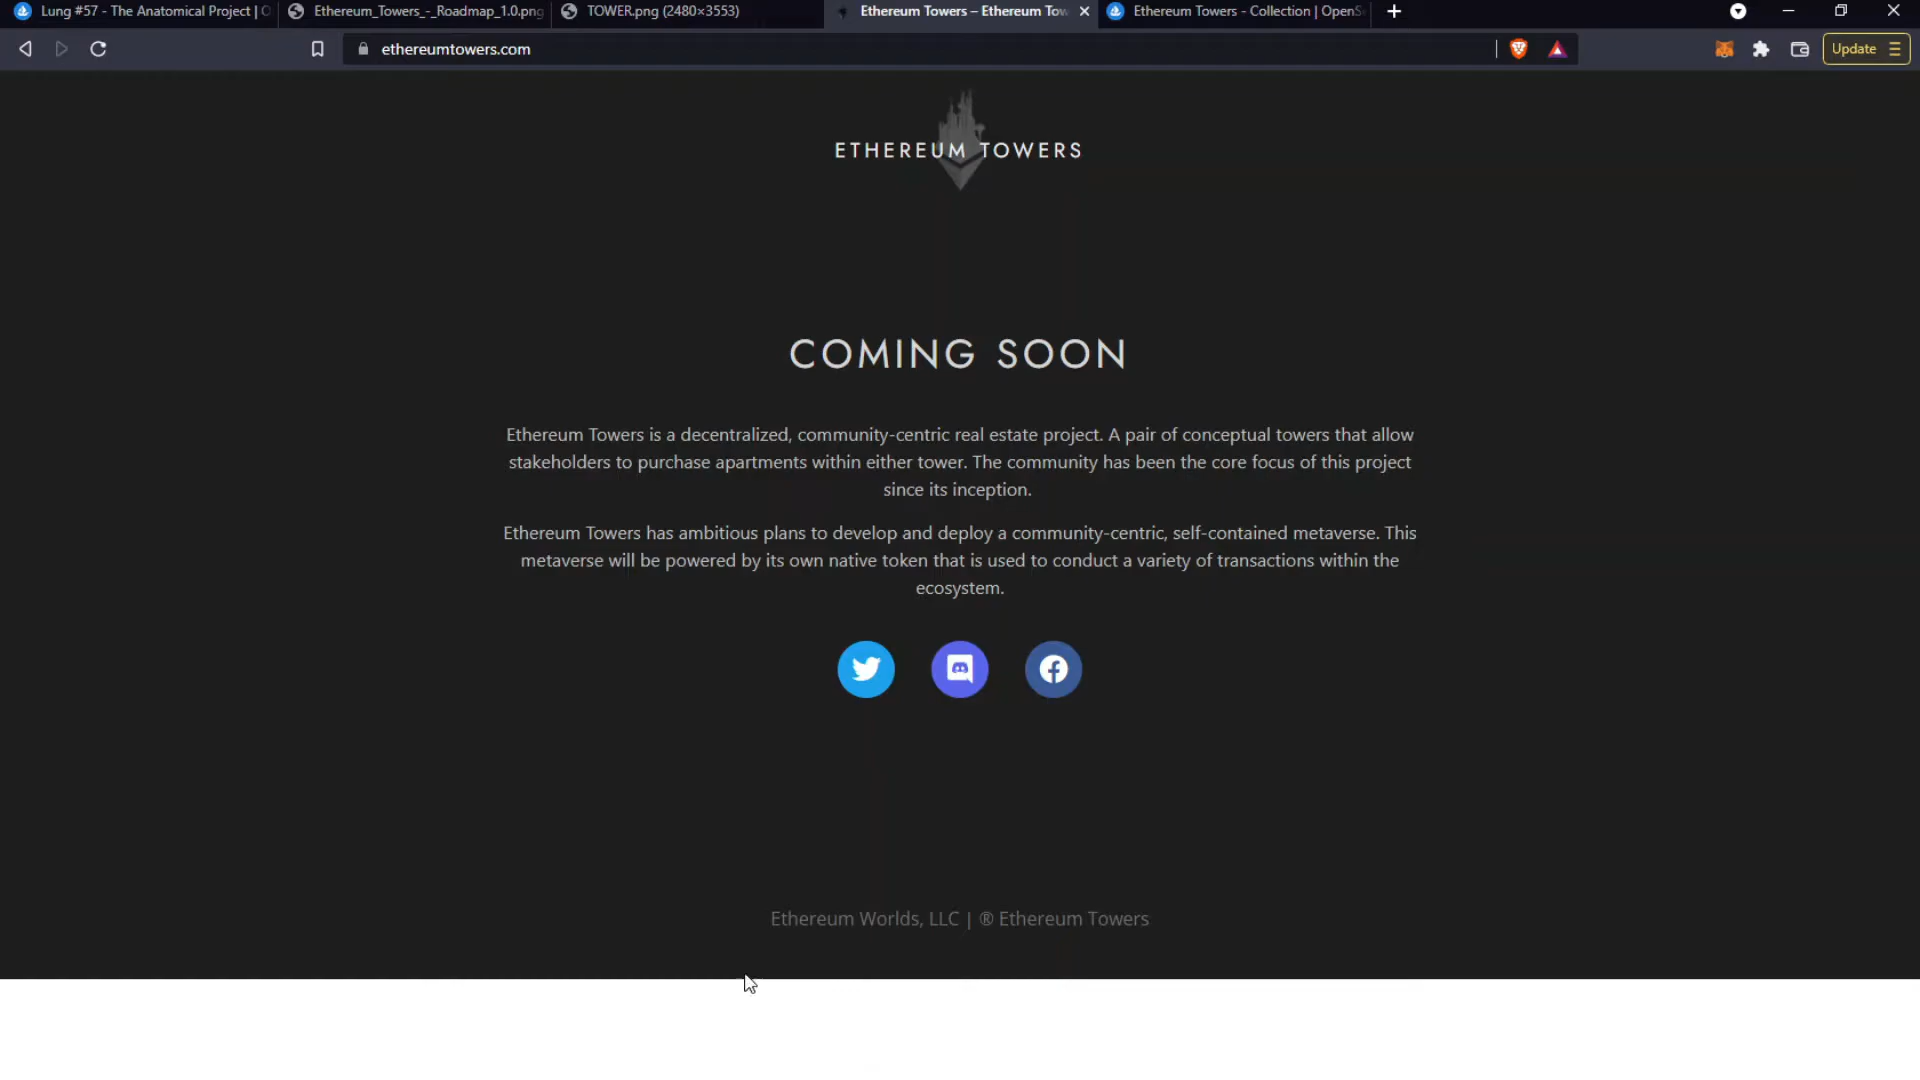 Lung #57 - The Anatomical Project | O
Ethereum_Towers_-_Roadmap_1.0.png
TOWER.png (2480×3553)
Ethereum Towers – Ethereum Tow
Ethereum Towers - Collection | OpenS
ethereumtowers.com
Update
ETHEREUM TOWERS
COMING SOON
Ethereum Towers is a decentralized, community-centric real estate project. A pair of conceptual towers that allow
stakeholders to purchase apartments within either tower. The community has been the core focus of this project
since its inception.
Ethereum Towers has ambitious plans to develop and deploy a community-centric, self-contained metaverse. This
metaverse will be powered by its own native token that is used to conduct a variety of transactions within the
ecosystem.
Ethereum Worlds, LLC | ® Ethereum Towers